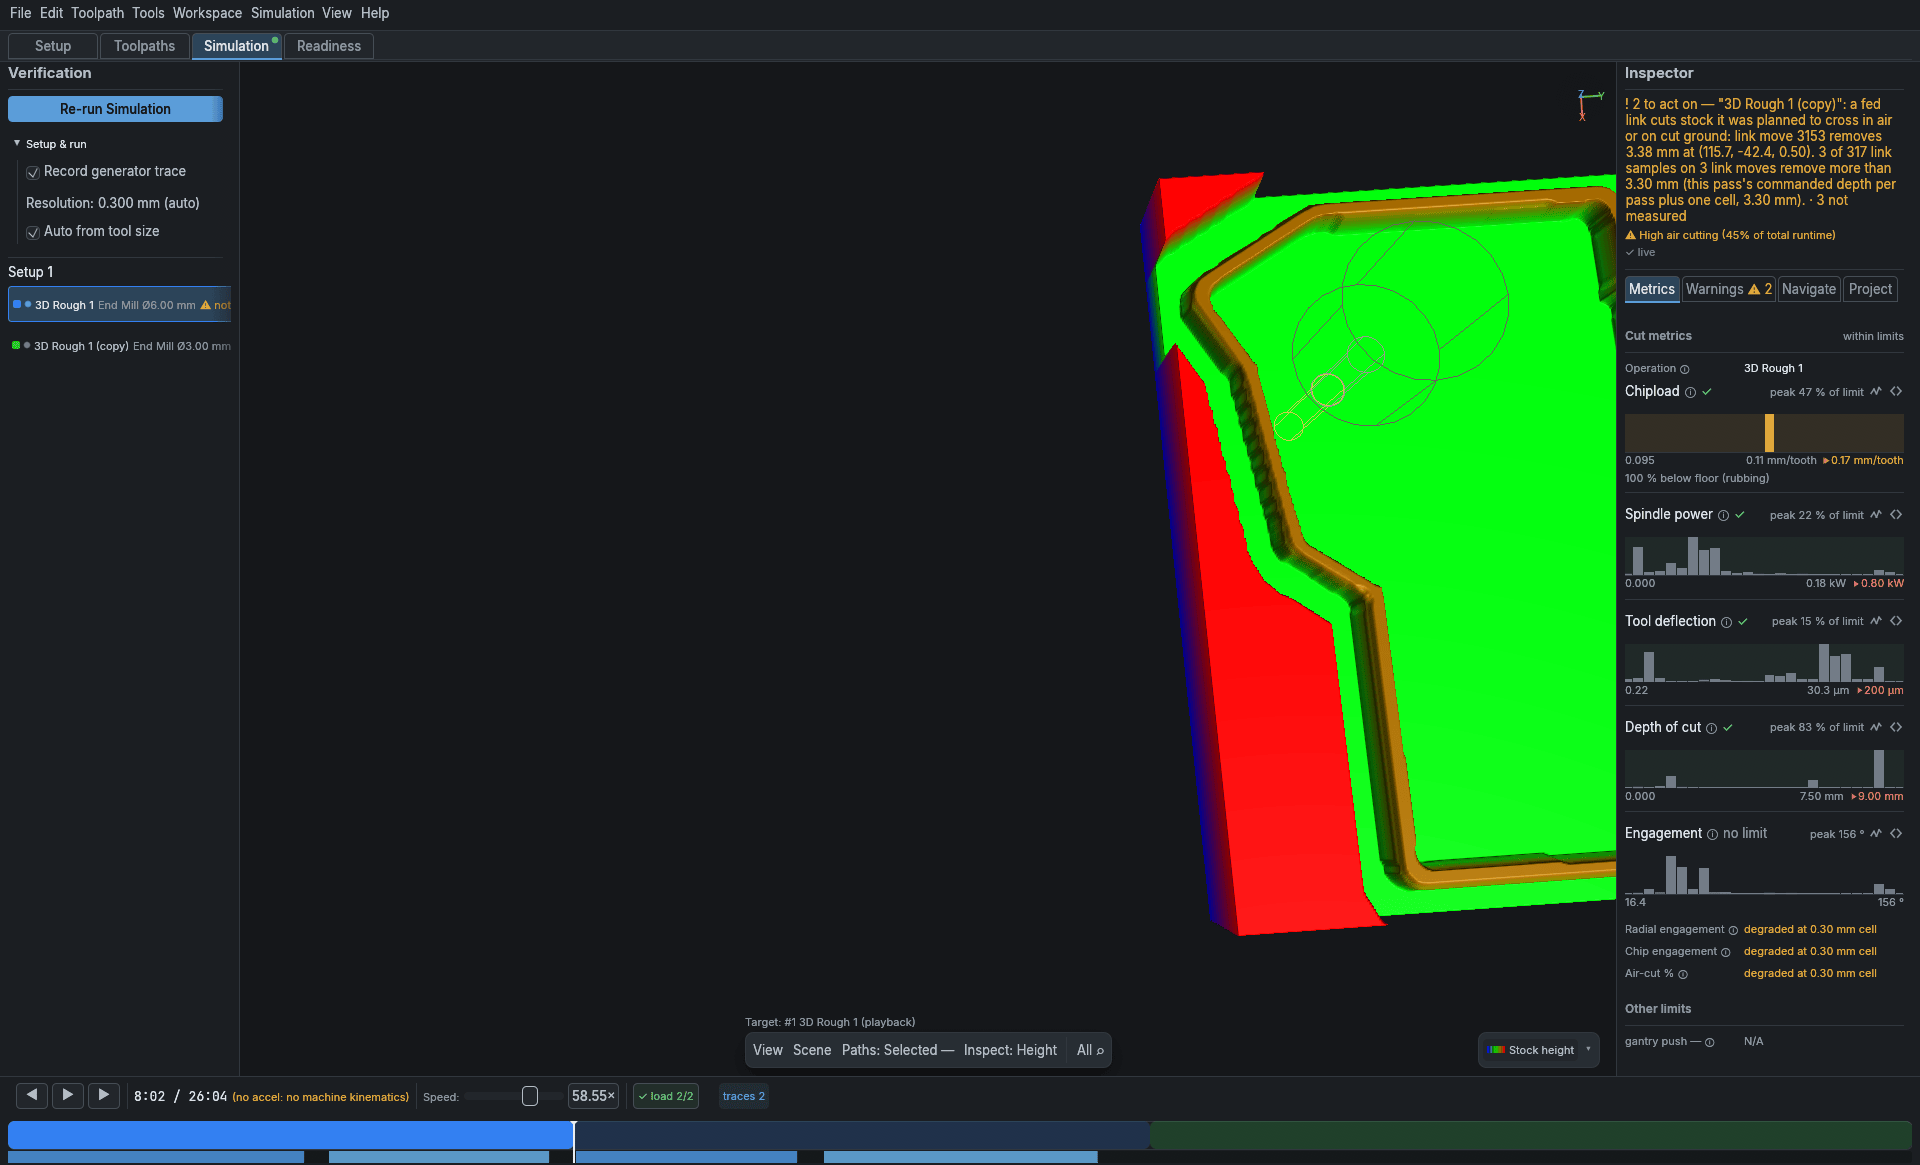 File Edit Toolpath Tools Workspace Simulation View Help
Setup Toolpaths Simulation Readiness
Verification
Re-run Simulation
Setup & run
Record generator trace
Resolution: 0.300 mm (auto)
Auto from tool size
Setup 1
3D Rough 1 End Mill Ø6.00 mm ⚠ not
3D Rough 1 (copy) End Mill Ø3.00 mm
Z Y
X
Target: #1 3D Rough 1 (playback)
View Scene Paths: Selected — Inspect: Height All
Stock height
Inspector
! 2 to act on — "3D Rough 1 (copy)": a fed
link cuts stock it was planned to cross in air
or on cut ground: link move 3153 removes
3.38 mm at (115.7, -42.4, 0.50). 3 of 317 link
samples on 3 link moves remove more than
3.30 mm (this pass's commanded depth per
pass plus one cell, 3.30 mm). · 3 not
measured
⚠ High air cutting (45% of total runtime)
✓ live
Metrics Warnings ⚠ 2 Navigate Project
Cut metrics within limits
Operation ⓘ 3D Rough 1
Chipload ⓘ ✓ peak 47 % of limit
0.095 0.11 mm/tooth ▸0.17 mm/tooth
100 % below floor (rubbing)
Spindle power ⓘ ✓ peak 22 % of limit
0.000 0.18 kW ▸0.80 kW
Tool deflection ⓘ ✓ peak 15 % of limit
0.22 30.3 µm ▸200 µm
Depth of cut ⓘ ✓ peak 83 % of limit
0.000 7.50 mm ▸9.00 mm
Engagement ⓘ no limit peak 156 °
16.4 156 °
Radial engagement ⓘ degraded at 0.30 mm cell
Chip engagement ⓘ degraded at 0.30 mm cell
Air-cut % ⓘ degraded at 0.30 mm cell
Other limits
gantry push — ⓘ N/A
8:02 / 26:04 (no accel: no machine kinematics) Speed: 58.55× ✓ load 2/2 traces 2